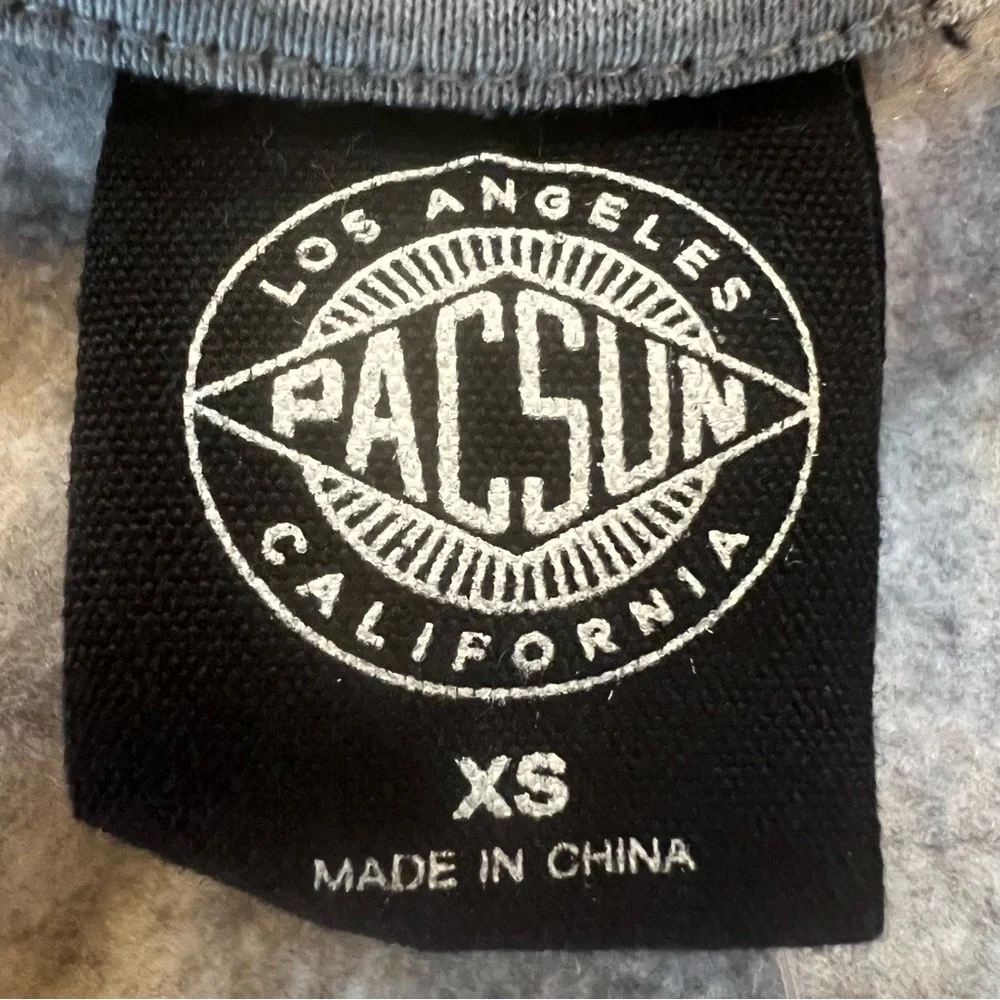 LOS ANGELES
PACSUN
CALIFORNIA
XS
MADE IN CHINA